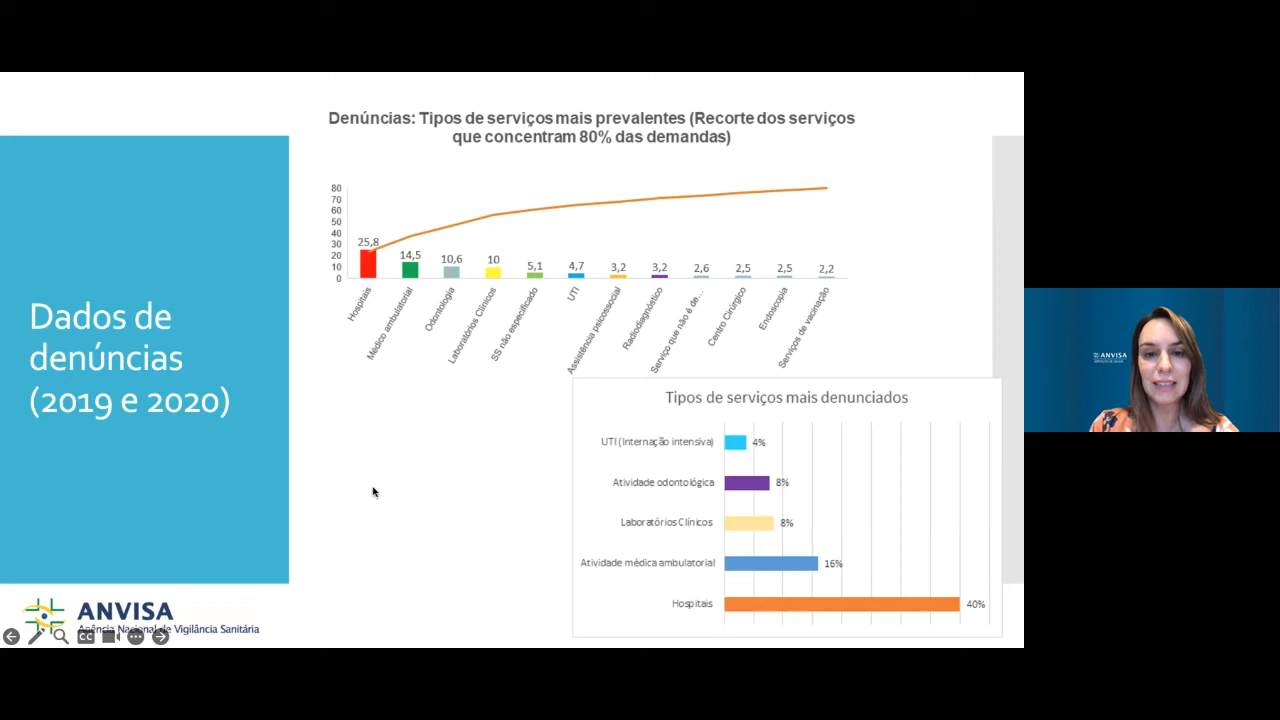 Denúncias: Tipos de serviços mais prevalentes (Recorte dos serviços
que concentram 80% das demandas)
80
70
60
50
40
30
20
10
0
25,8
14,5
10,6
10
5,1
4,7
3,2
3,2
2,6
2,5
2,5
2,2
Hospitais
Médico ambulatorial
Odontologia
Laboratórios Clínicos
SS não especificado
UTI
Assistência psicossocial
Radiodiagnóstico
Serviço que não é de...
Centro Cirúrgico
Endoscopia
Serviços de vacinação
Dados de
denúncias
(2019 e 2020)
Tipos de serviços mais denunciados
UTI (Internação intensiva) 4%
Atividade odontológica 8%
Laboratórios Clínicos 8%
Atividade médica ambulatorial 16%
Hospitais 40%
ANVISA
Agência Nacional de Vigilância Sanitária
CC
ANVISA